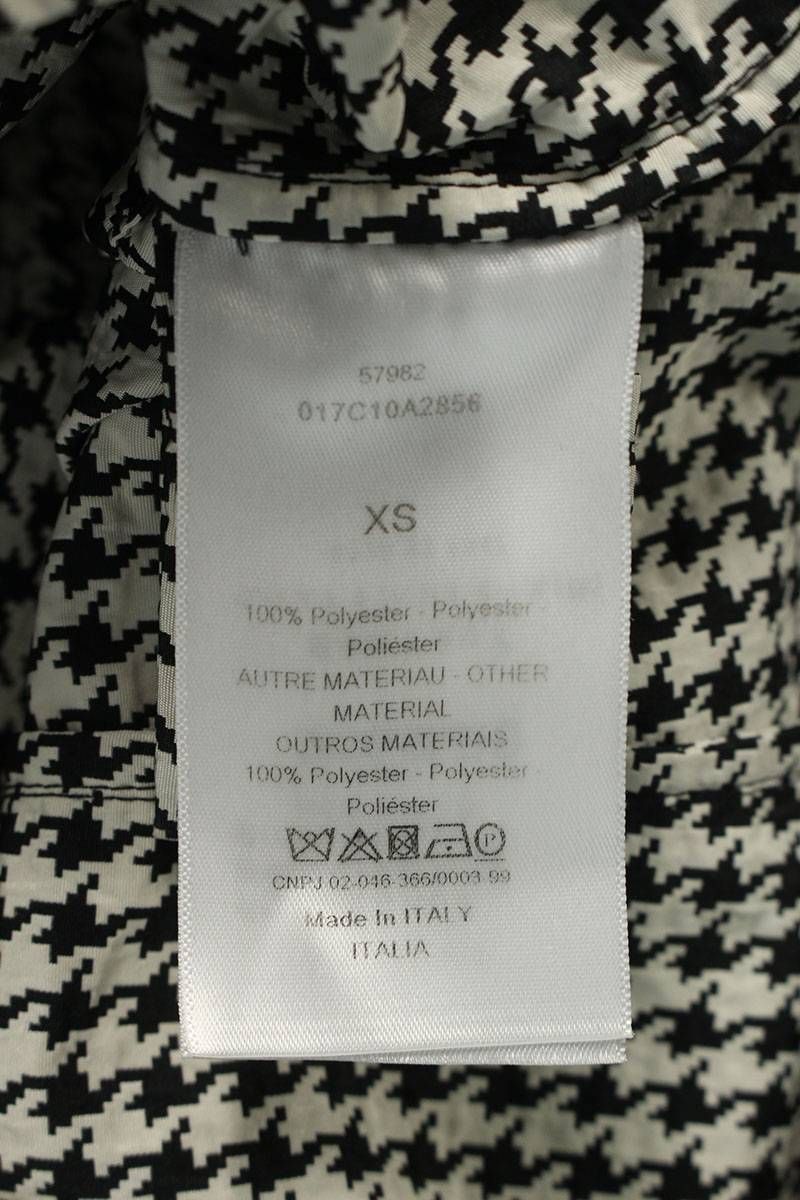 57982
017C10A2856
XS
100% Polyester - Polyester -
Poliéster
AUTRE MATERIAU - OTHER
MATERIAL
OUTROS MATERIAIS
100% Polyester - Polyester -
Poliéster
P
CNPJ 02-046-366/0003-99
Made In ITALY
ITALIA